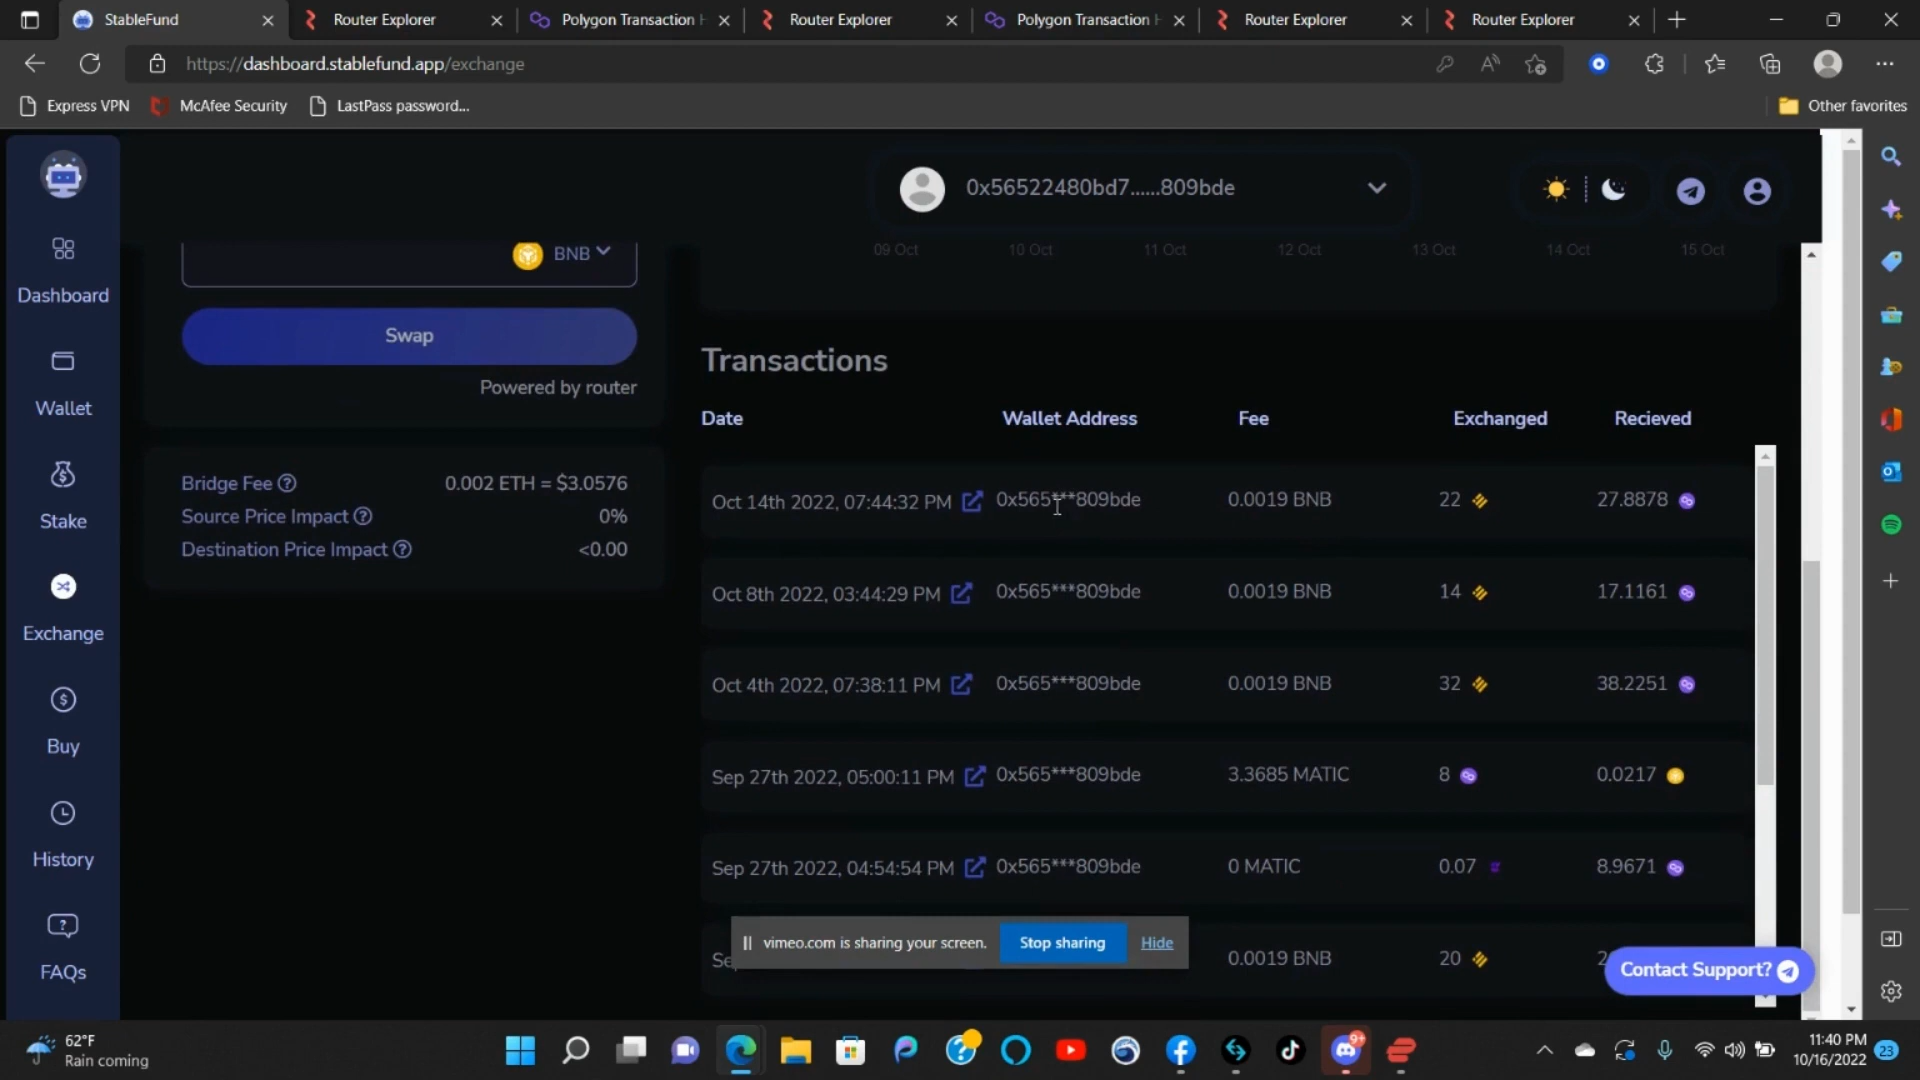 StableFund
Router Explorer
Polygon Transaction H
Router Explorer
Polygon Transaction H
Router Explorer
Router Explorer
https://dashboard.stablefund.app/exchange
Express VPN
McAfee Security
LastPass password...
Other favorites
0x56522480bd7......809bde
Dashboard
Wallet
Stake
Exchange
Buy
History
FAQs
BNB
Swap
Powered by router
Bridge Fee ? 0.002 ETH = $3.0576
Source Price Impact ? 0%
Destination Price Impact ? <0.00
09 Oct 10 Oct 11 Oct 12 Oct 13 Oct 14 Oct 15 Oct
Transactions
Date Wallet Address Fee Exchanged Recieved
Oct 14th 2022, 07:44:32 PM 0x565***809bde 0.0019 BNB 22 27.8878
Oct 8th 2022, 03:44:29 PM 0x565***809bde 0.0019 BNB 14 17.1161
Oct 4th 2022, 07:38:11 PM 0x565***809bde 0.0019 BNB 32 38.2251
Sep 27th 2022, 05:00:11 PM 0x565***809bde 3.3685 MATIC 8 0.0217
Sep 27th 2022, 04:54:54 PM 0x565***809bde 0 MATIC 0.07 8.9671
Se 0.0019 BNB 20 2
vimeo.com is sharing your screen. Stop sharing Hide
Contact Support?
62°F
Rain coming
9+
11:40 PM
10/16/2022
23